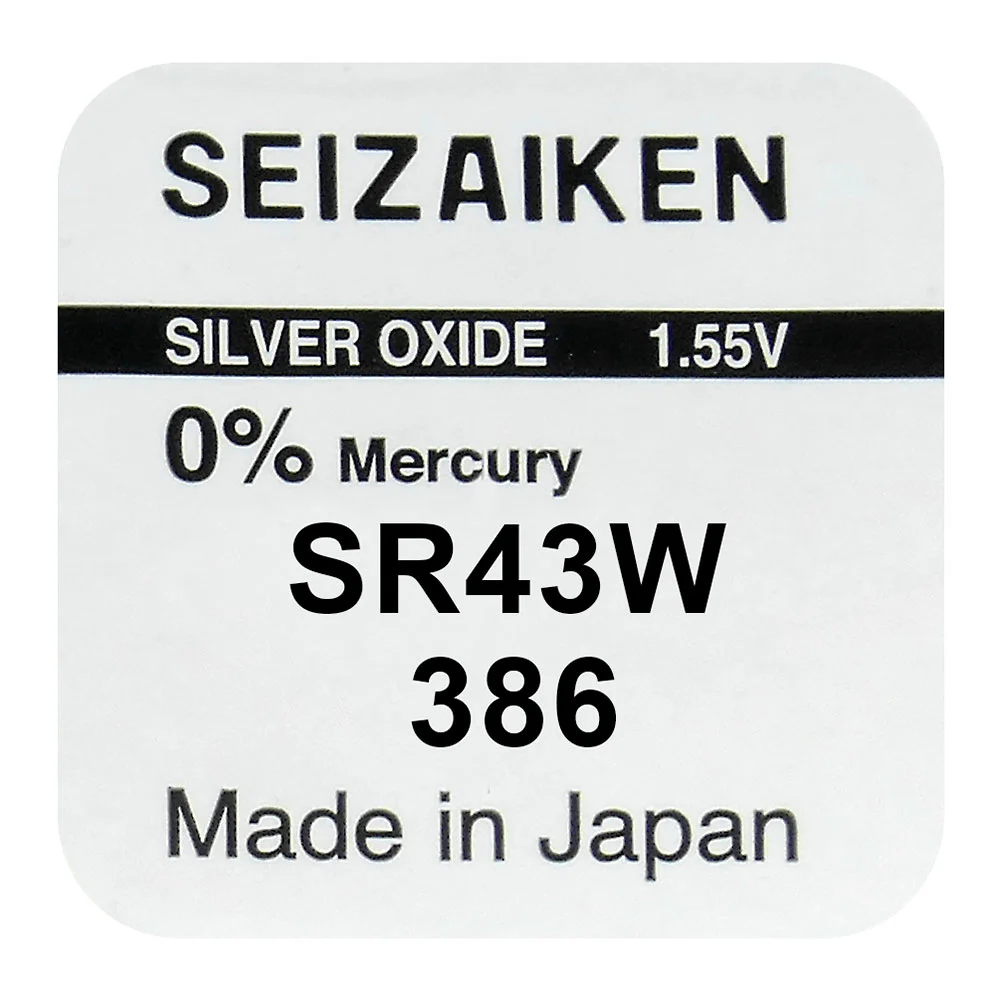 SEIZAIKEN
SILVER OXIDE 1.55V
0% Mercury
SR43W
386
Made in Japan